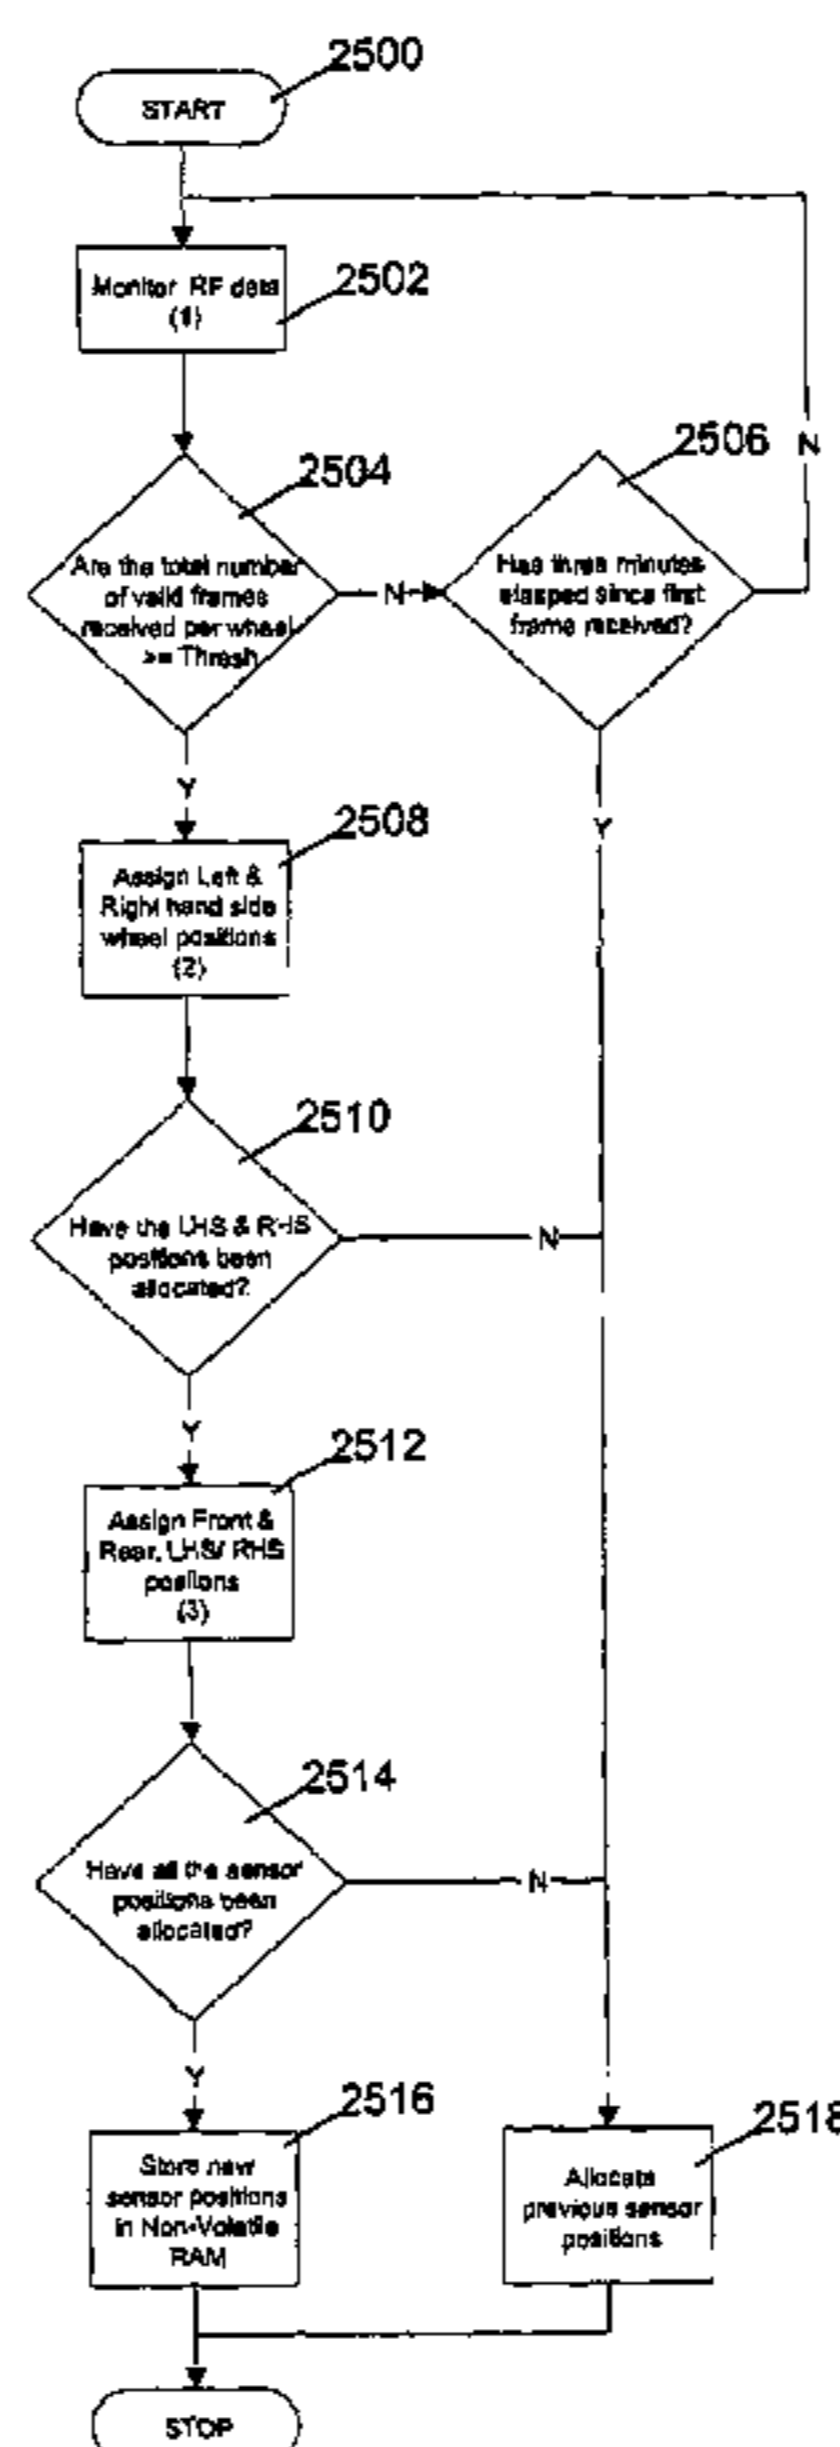 2500
START
2502
Monitor RF data
(1)
2504
Are the total number
of valid frames
received per wheel
>= Thresh
N
2506
Has three minutes
elapsed since first
frame received?
N
Y
Y
2508
Assign Left &
Right hand side
wheel positions
(2)
2510
Have the LHS & RHS
positions been
allocated?
N
Y
2512
Assign Front &
Rear, LHS/ RHS
positions
(3)
2514
Have all the sensor
positions been
allocated?
N
Y
2516
Store new
sensor positions
in Non-Volatile
RAM
2518
Allocate
previous sensor
positions
STOP